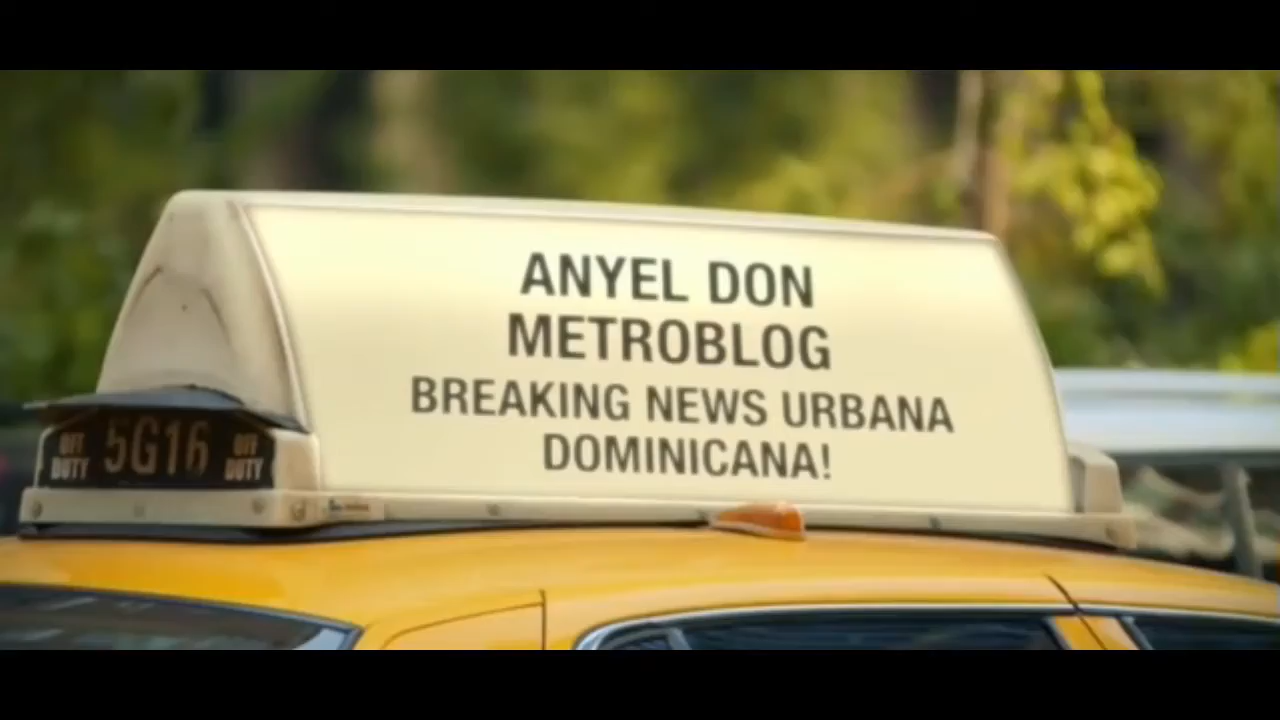 ANYEL DON
METROBLOG
BREAKING NEWS URBANA
DOMINICANA!
OFF DUTY
5G16
OFF DUTY